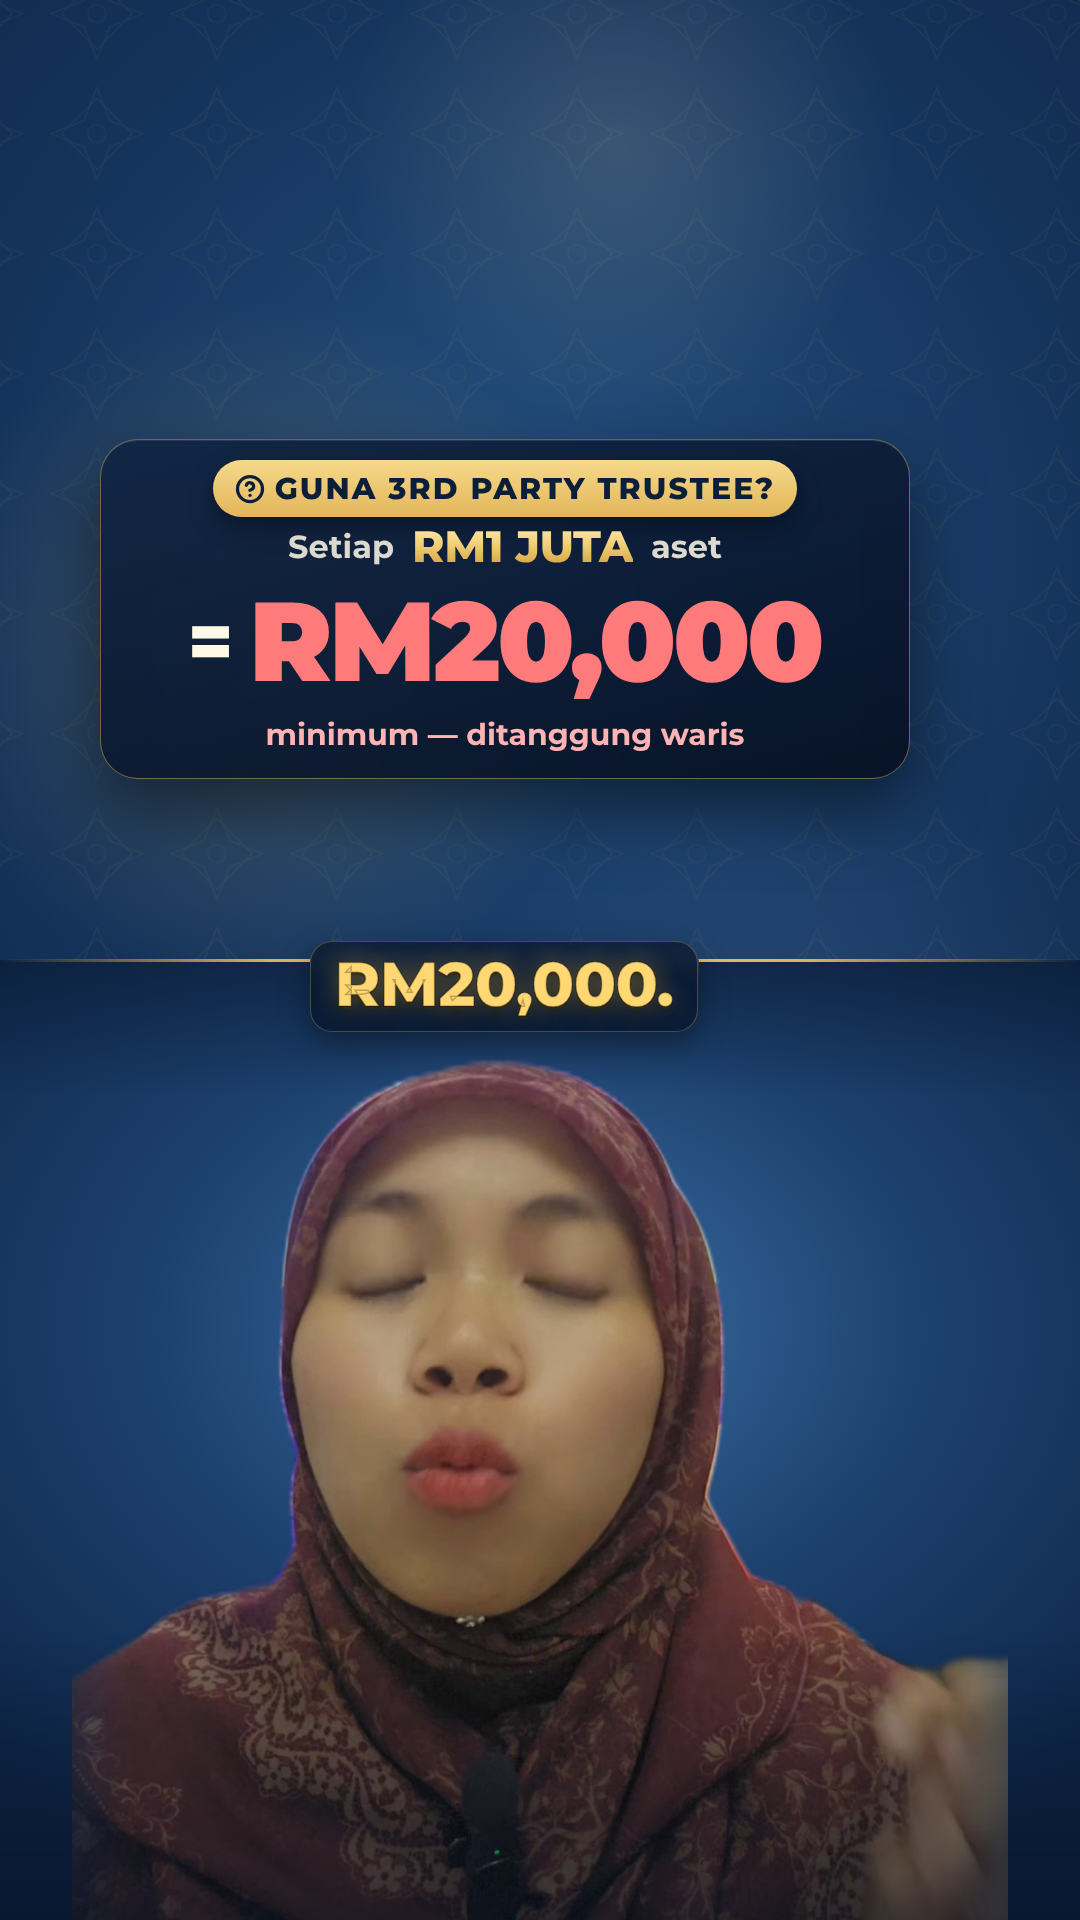 GUNA 3RD PARTY TRUSTEE?
Setiap RM1 JUTA aset
= RM20,000
minimum — ditanggung waris
RM20,000.